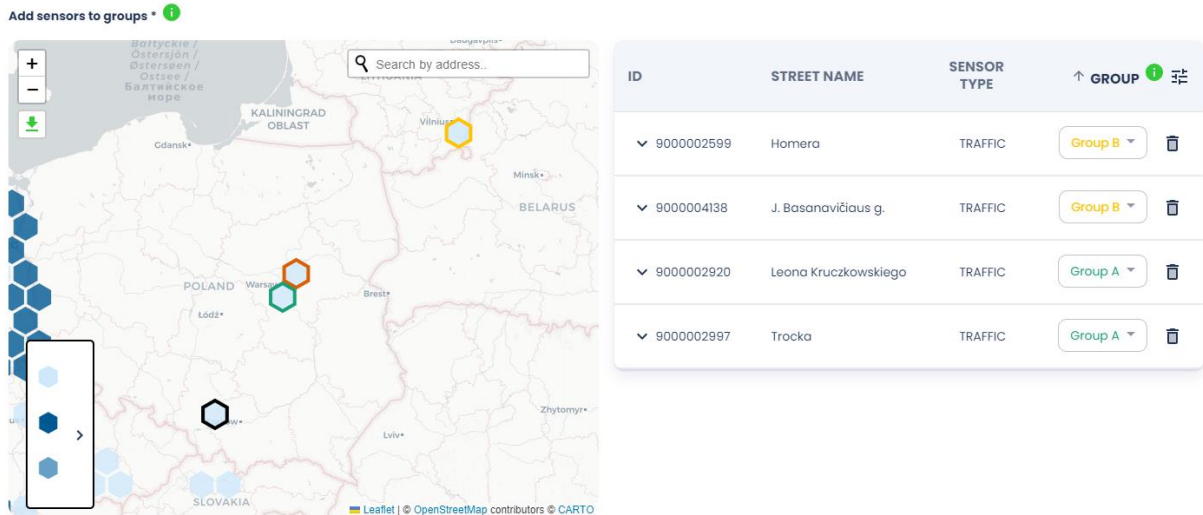 Add sensors to groups *
Bałtyckie /
Östersjön /
Østersøen /
Ostsee /
Балтийское
море
Daugavpils•
+
Search by address..
LITHUANIA
−
KALININGRAD
OBLAST
Vilnius
Gdansk•
Minsk•
BELARUS
POLAND
Warsaw
Brest•
Łódź•
Zhytomyr•
Lviv•
SLOVAKIA
Leaflet | © OpenStreetMap contributors © CARTO
ID STREET NAME SENSOR TYPE ↑ GROUP
9000002599 Homera TRAFFIC Group B
9000004138 J. Basanavičiaus g. TRAFFIC Group B
9000002920 Leona Kruczkowskiego TRAFFIC Group A
9000002997 Trocka TRAFFIC Group A